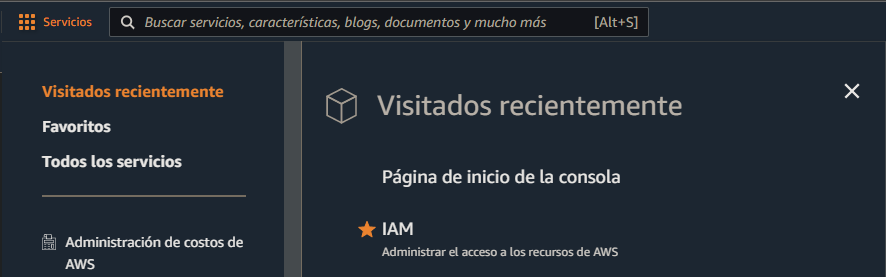 Servicios
Buscar servicios, características, blogs, documentos y mucho más [Alt+S]
Visitados recientemente
Favoritos
Todos los servicios
Administración de costos de
AWS
Visitados recientemente
Página de inicio de la consola
IAM
Administrar el acceso a los recursos de AWS